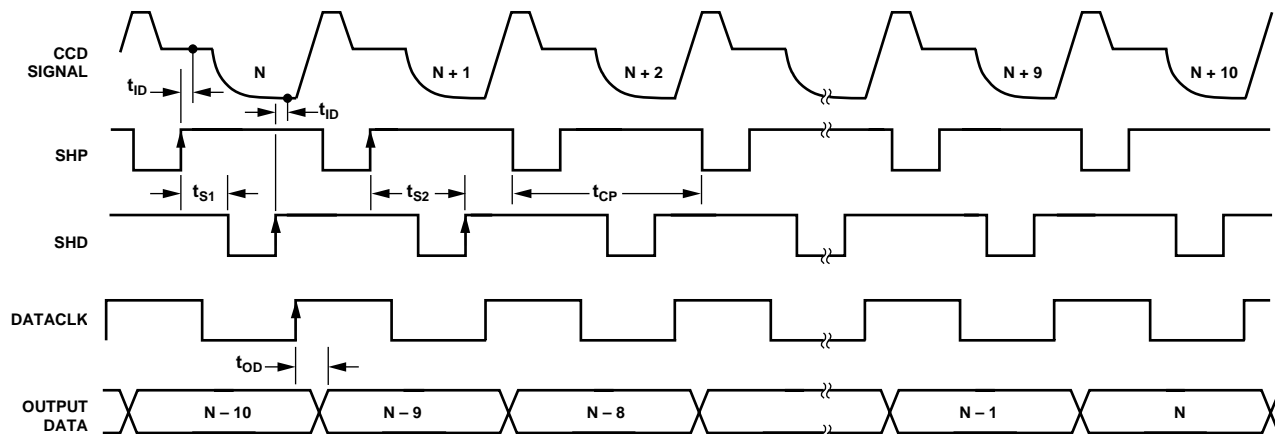 CCD
SIGNAL
N
N + 1
N + 2
N + 9
N + 10
tID
tID
SHP
tS1
tS2
tCP
SHD
DATACLK
tOD
OUTPUT
DATA
N – 10
N – 9
N – 8
N – 1
N